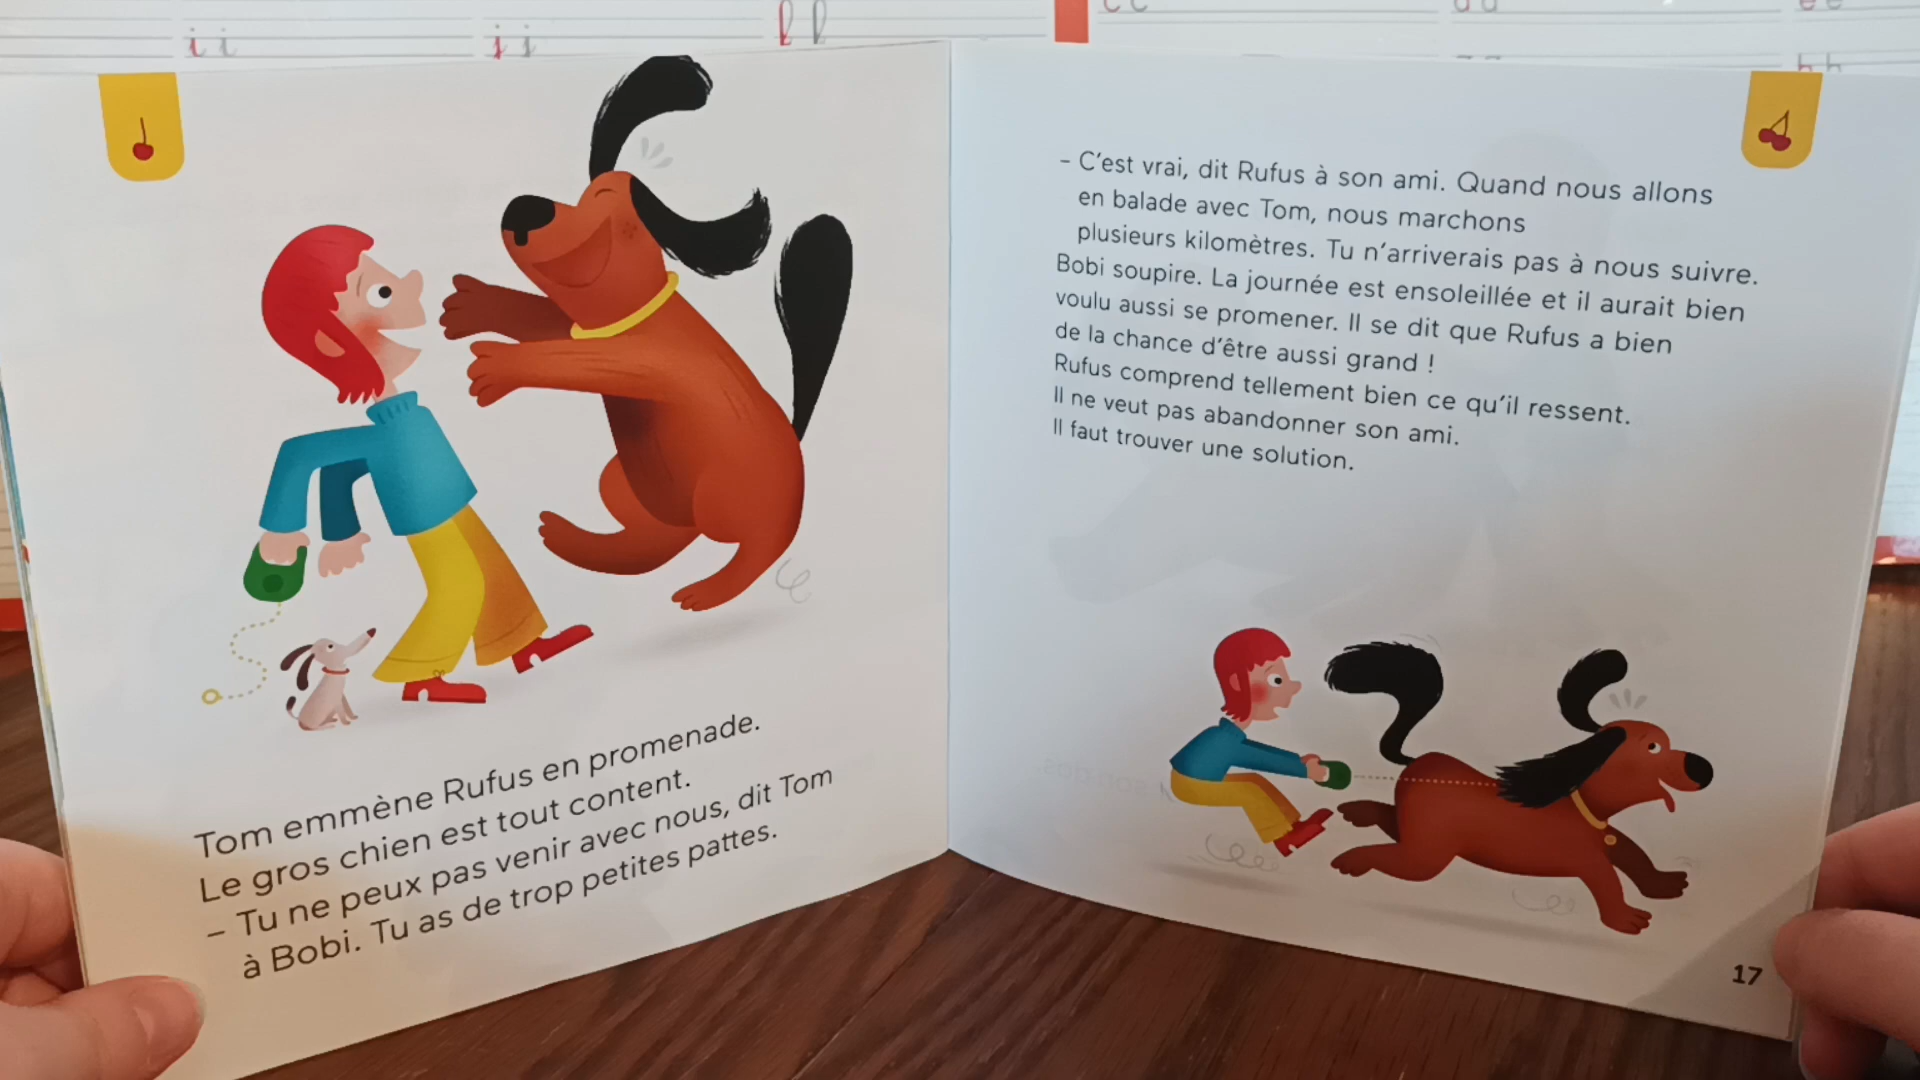 i i
j j
l l
Tom emmène Rufus en promenade.
Le gros chien est tout content.
– Tu ne peux pas venir avec nous, dit Tom
à Bobi. Tu as de trop petites pattes.
– C'est vrai, dit Rufus à son ami. Quand nous allons
en balade avec Tom, nous marchons
plusieurs kilomètres. Tu n'arriverais pas à nous suivre.
Bobi soupire. La journée est ensoleillée et il aurait bien
voulu aussi se promener. Il se dit que Rufus a bien
de la chance d'être aussi grand !
Rufus comprend tellement bien ce qu'il ressent.
Il ne veut pas abandonner son ami.
Il faut trouver une solution.
17